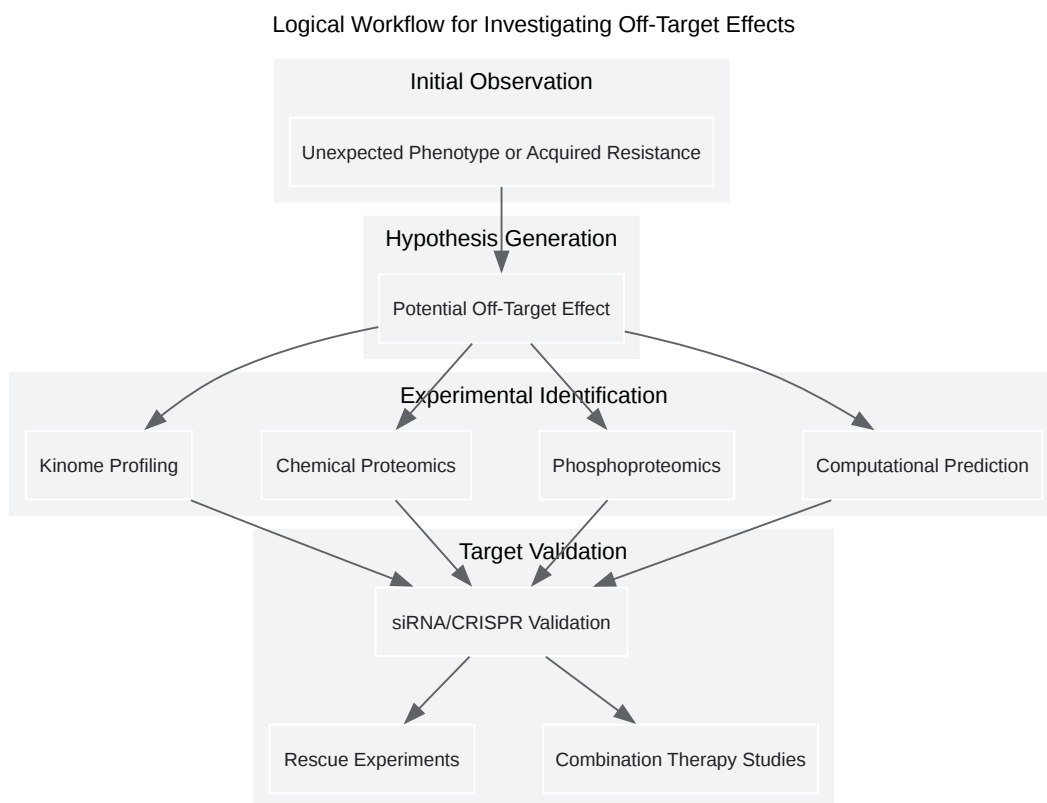 Logical Workflow for Investigating Off-Target Effects
Initial Observation
Unexpected Phenotype or Acquired Resistance
Hypothesis Generation
Potential Off-Target Effect
Experimental Identification
Kinome Profiling
Chemical Proteomics
Phosphoproteomics
Computational Prediction
Target Validation
siRNA/CRISPR Validation
Rescue Experiments
Combination Therapy Studies